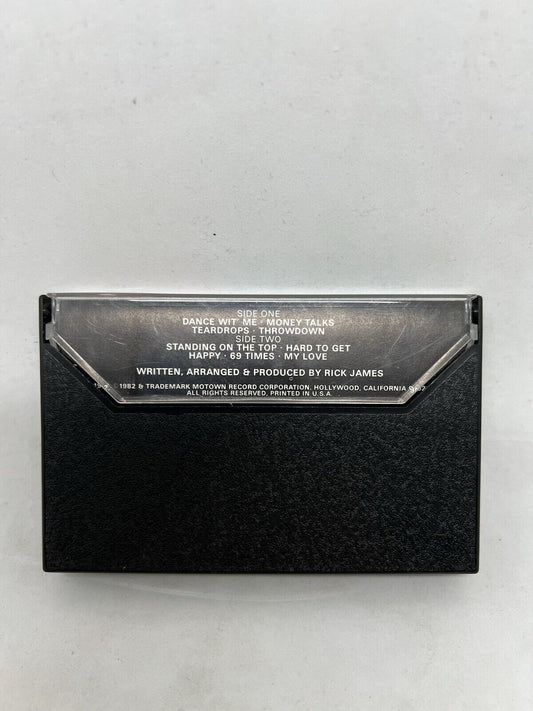 SIDE ONE
DANCE WIT' ME · MONEY TALKS
TEARDROPS · THROWDOWN
SIDE TWO
STANDING ON THE TOP · HARD TO GET
HAPPY · 69 TIMES · MY LOVE
WRITTEN, ARRANGED & PRODUCED BY RICK JAMES
©1982 & TRADEMARK MOTOWN RECORD CORPORATION, HOLLYWOOD, CALIFORNIA
ALL RIGHTS RESERVED, PRINTED IN U.S.A.